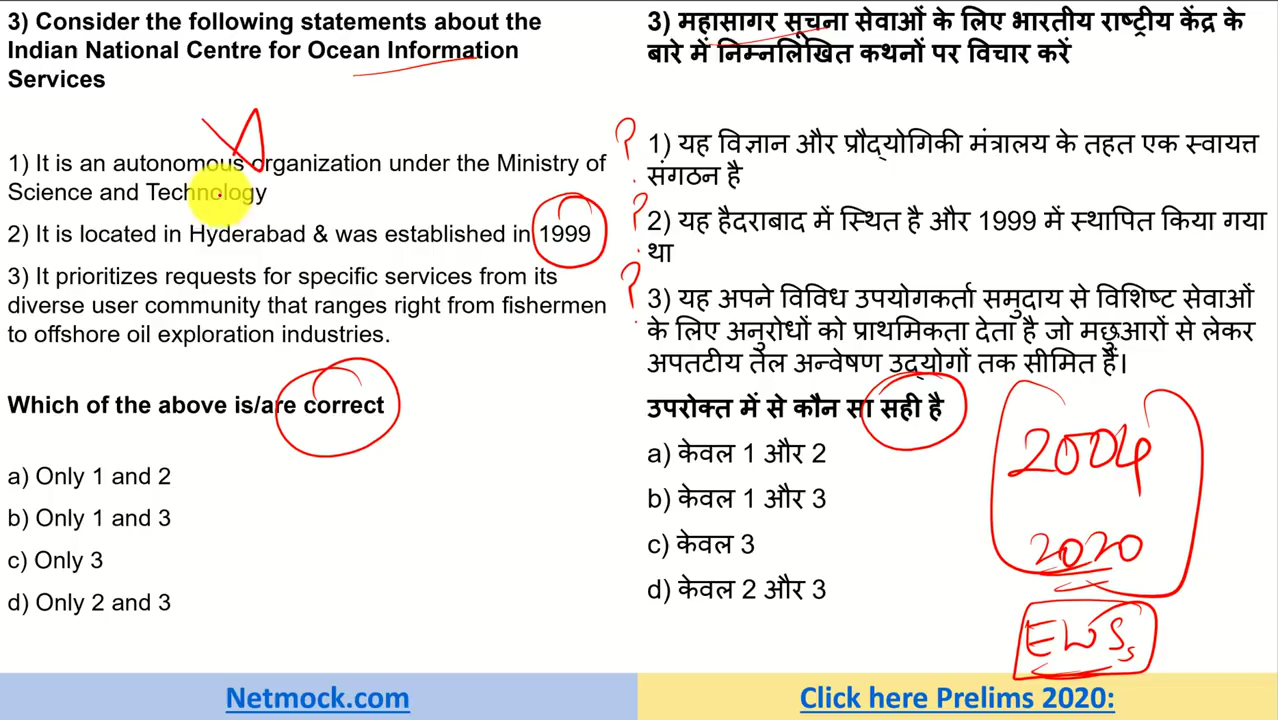 3) Consider the following statements about the
Indian National Centre for Ocean Information
Services
1) It is an autonomous organization under the Ministry of
Science and Technology
2) It is located in Hyderabad & was established in 1999
3) It prioritizes requests for specific services from its
diverse user community that ranges right from fishermen
to offshore oil exploration industries.
Which of the above is/are correct
a) Only 1 and 2
b) Only 1 and 3
c) Only 3
d) Only 2 and 3
3) महासागर सूचना सेवाओं के लिए भारतीय राष्ट्रीय केंद्र के
बारे में निम्नलिखित कथनों पर विचार करें
? 1) यह विज्ञान और प्रौद्योगिकी मंत्रालय के तहत एक स्वायत्त
संगठन है
? 2) यह हैदराबाद में स्थित है और 1999 में स्थापित किया गया
था
? 3) यह अपने विविध उपयोगकर्ता समुदाय से विशिष्ट सेवाओं
के लिए अनुरोधों को प्राथमिकता देता है जो मछुआरों से लेकर
अपतटीय तेल अन्वेषण उद्योगों तक सीमित हैं।
उपरोक्त में से कौन सा सही है
a) केवल 1 और 2
b) केवल 1 और 3
c) केवल 3
d) केवल 2 और 3
2004
2020
EWSs
Netmock.com
Click here Prelims 2020: